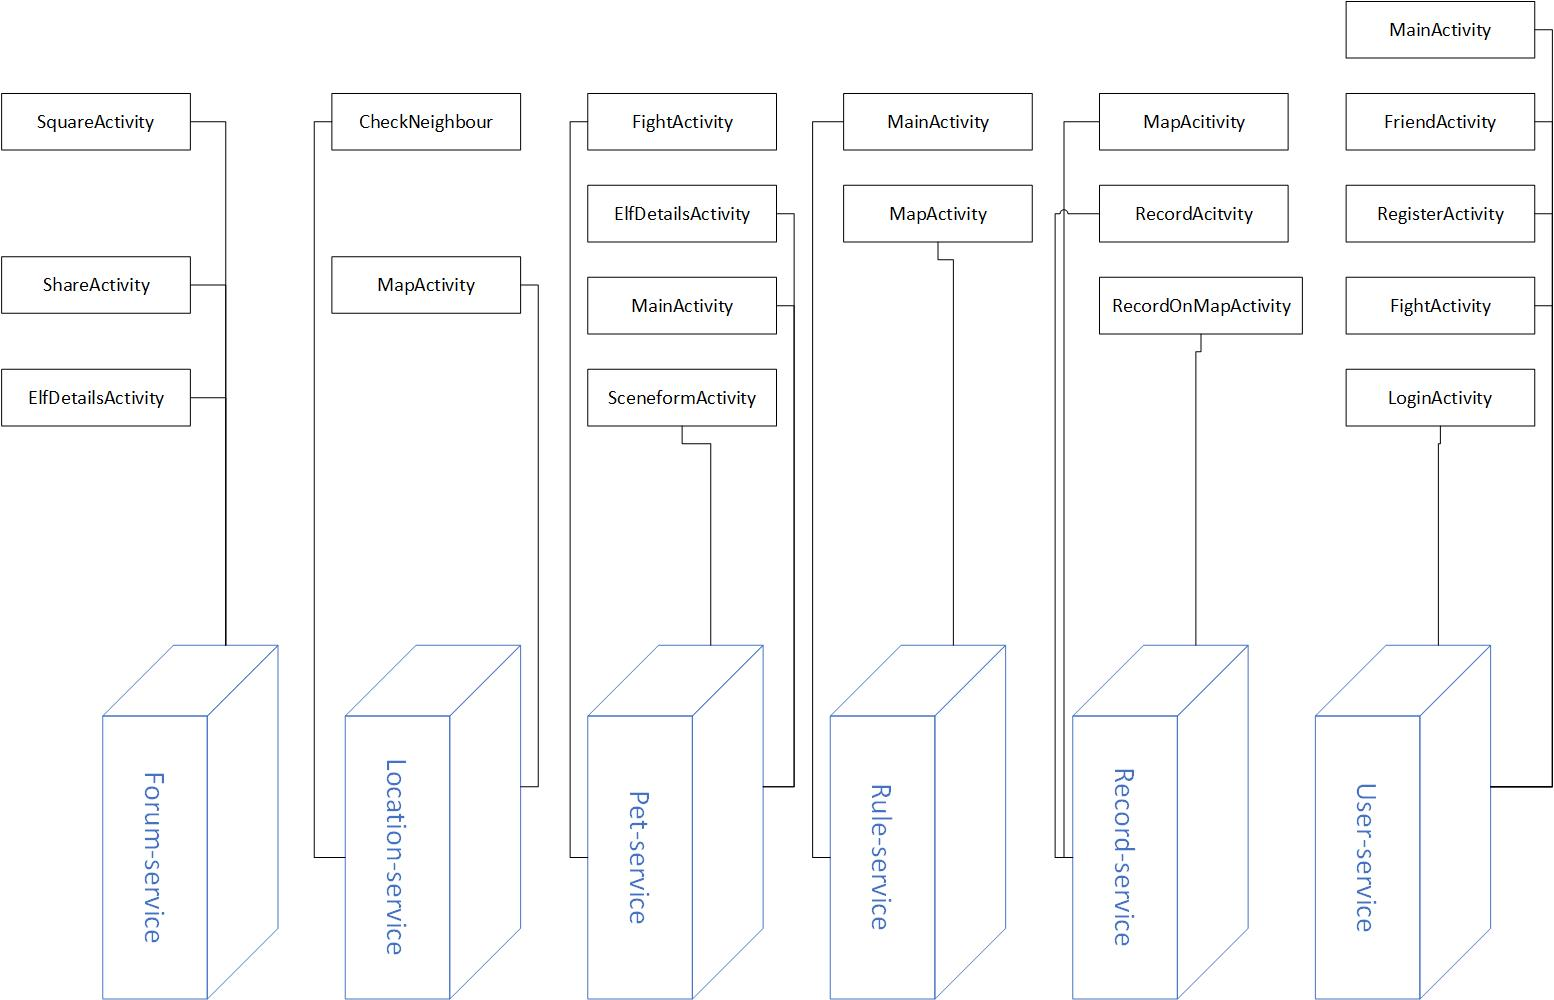 MainActivity
SquareActivity
CheckNeighbour
FightActivity
MainActivity
MapAcitivity
FriendActivity
ElfDetailsActivity
MapActivity
RecordAcitvity
RegisterActivity
ShareActivity
MapActivity
MainActivity
RecordOnMapActivity
FightActivity
ElfDetailsActivity
SceneformActivity
LoginActivity
Forum-service
Location-service
Pet-service
Rule-service
Record-service
User-service